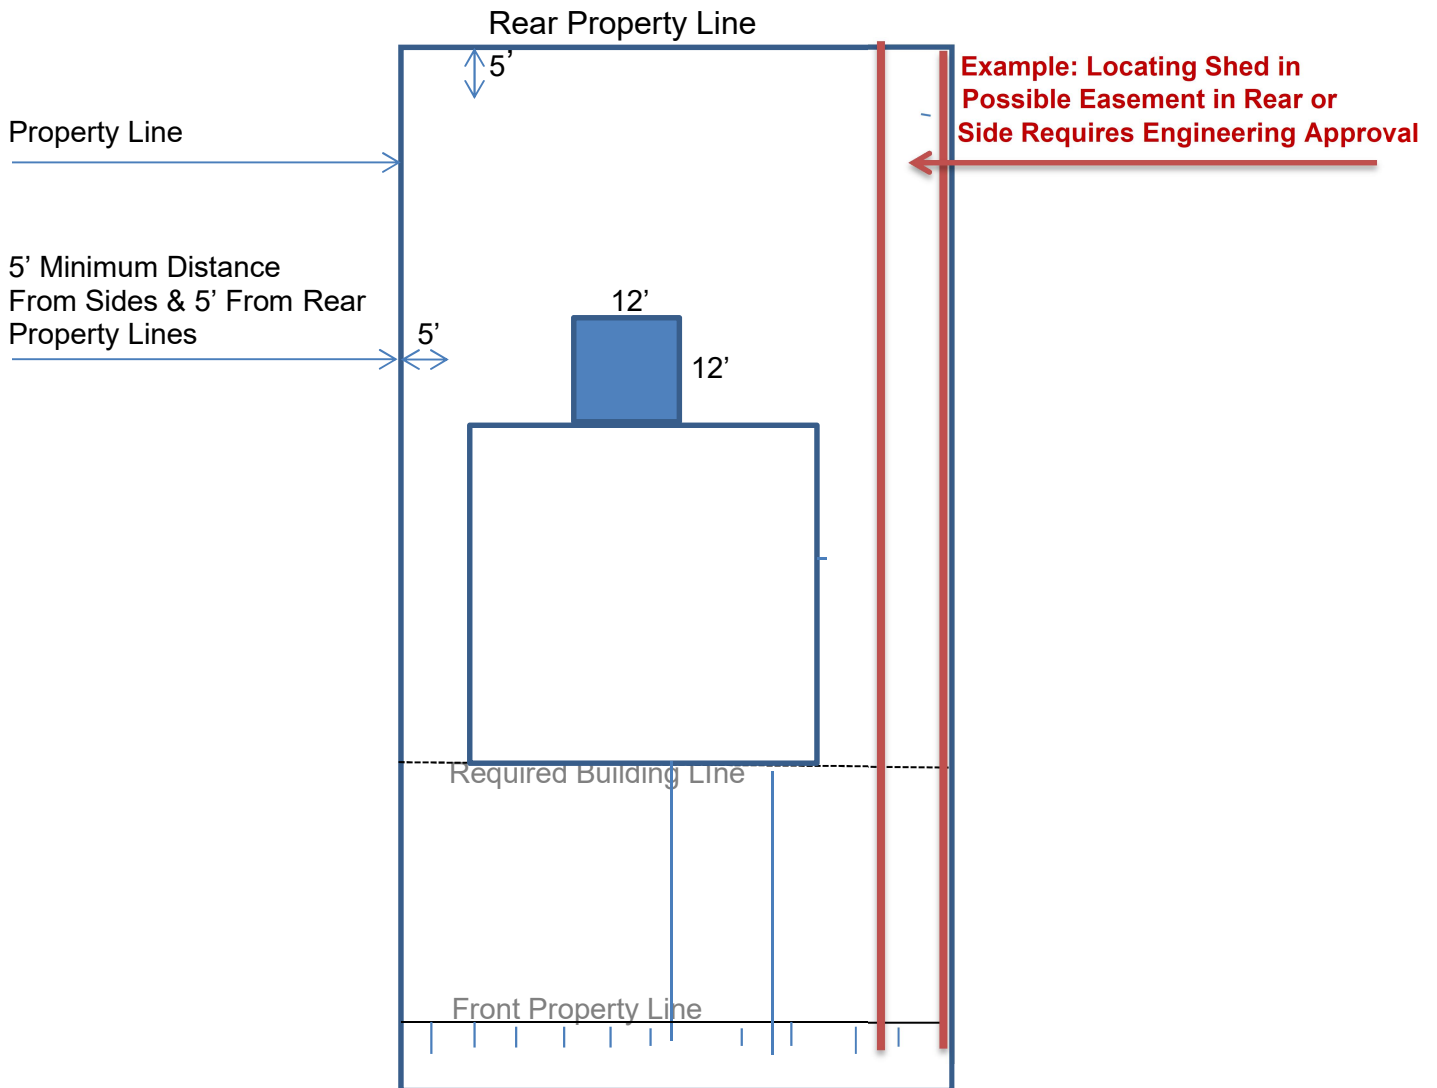 Rear Property Line
5’
Example: Locating Shed in
Possible Easement in Rear or
Side Requires Engineering Approval
Property Line
5’ Minimum Distance
From Sides & 5’ From Rear
Property Lines
5’
12’
12’
Required Building LIne
Front Property Line